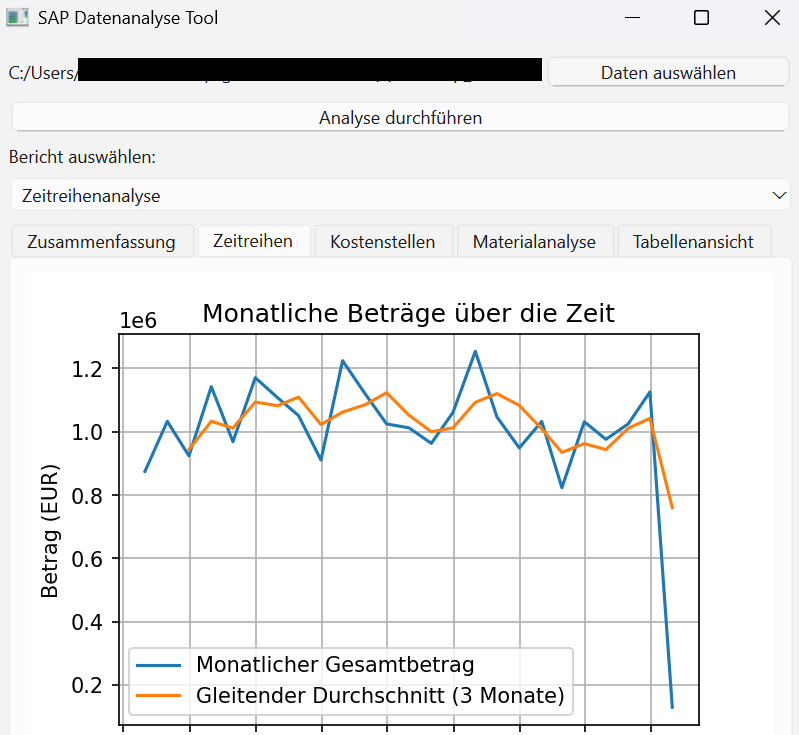 SAP Datenanalyse Tool
C:/Users/
Daten auswählen
Analyse durchführen
Bericht auswählen:
Zeitreihenanalyse
Zusammenfassung Zeitreihen Kostenstellen Materialanalyse Tabellenansicht
1e6
Monatliche Beträge über die Zeit
1.2
1.0
0.8
0.6
0.4
0.2
Betrag (EUR)
Monatlicher Gesamtbetrag
Gleitender Durchschnitt (3 Monate)